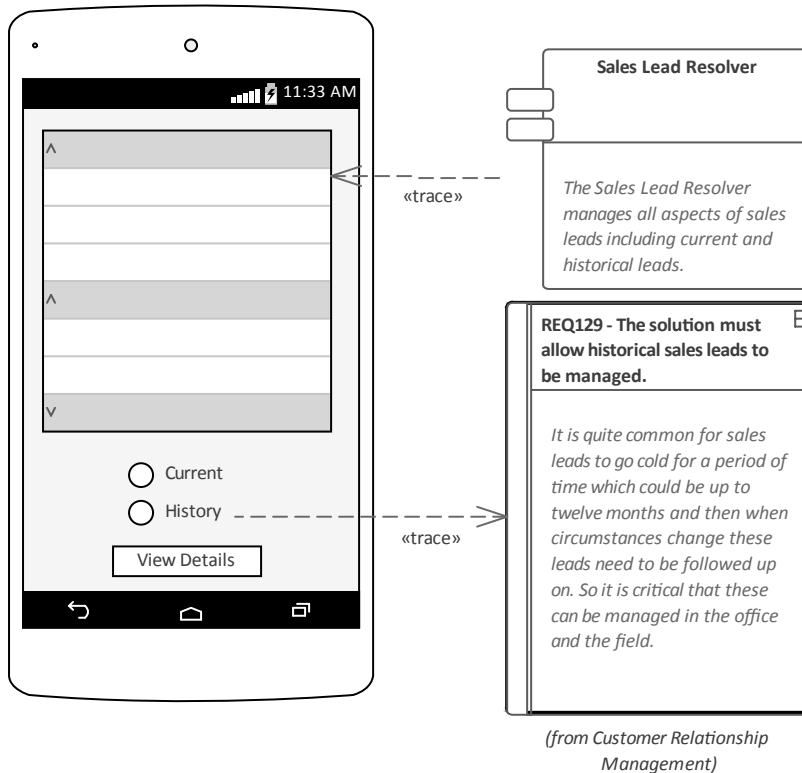 11:33 AM
Current
History
View Details
«trace»
«trace»
Sales Lead Resolver
The Sales Lead Resolver
manages all aspects of sales
leads including current and
historical leads.
REQ129 - The solution must
allow historical sales leads to
be managed.
It is quite common for sales
leads to go cold for a period of
time which could be up to
twelve months and then when
circumstances change these
leads need to be followed up
on. So it is critical that these
can be managed in the office
and the field.
(from Customer Relationship
Management)